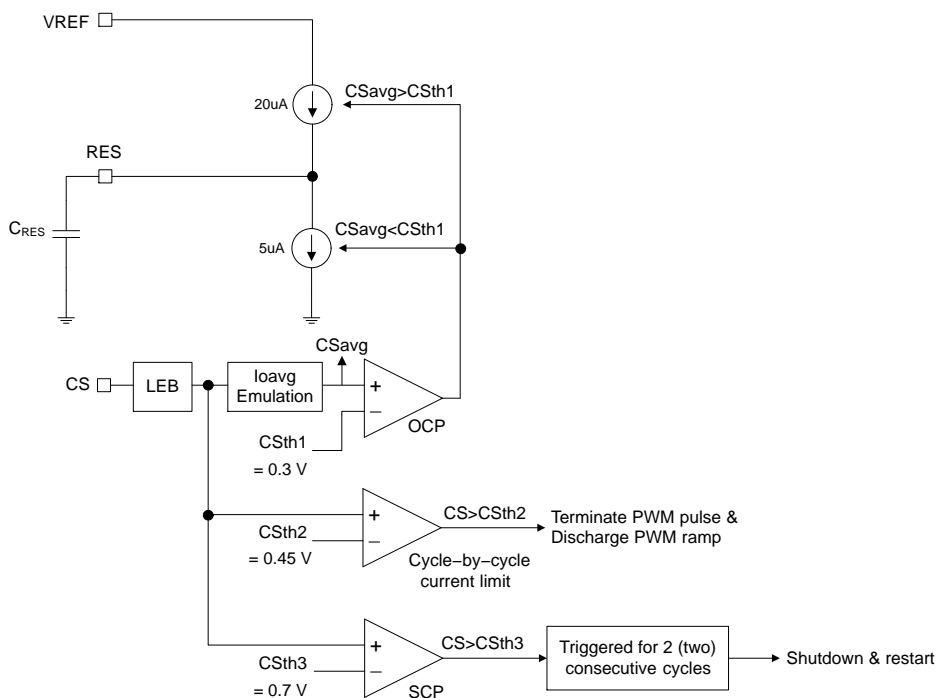 VREF
CSavg>CSth1
20uA
RES
CSavg<CSth1
CRES
5uA
CSavg
CS
LEB
Ioavg
Emulation
+
−
OCP
CSth1
= 0.3 V
+
−
CS>CSth2
Terminate PWM pulse &
Discharge PWM ramp
CSth2
= 0.45 V
Cycle−by−cycle
current limit
+
−
CS>CSth3
Triggered for 2 (two)
consecutive cycles
Shutdown & restart
CSth3
= 0.7 V
SCP